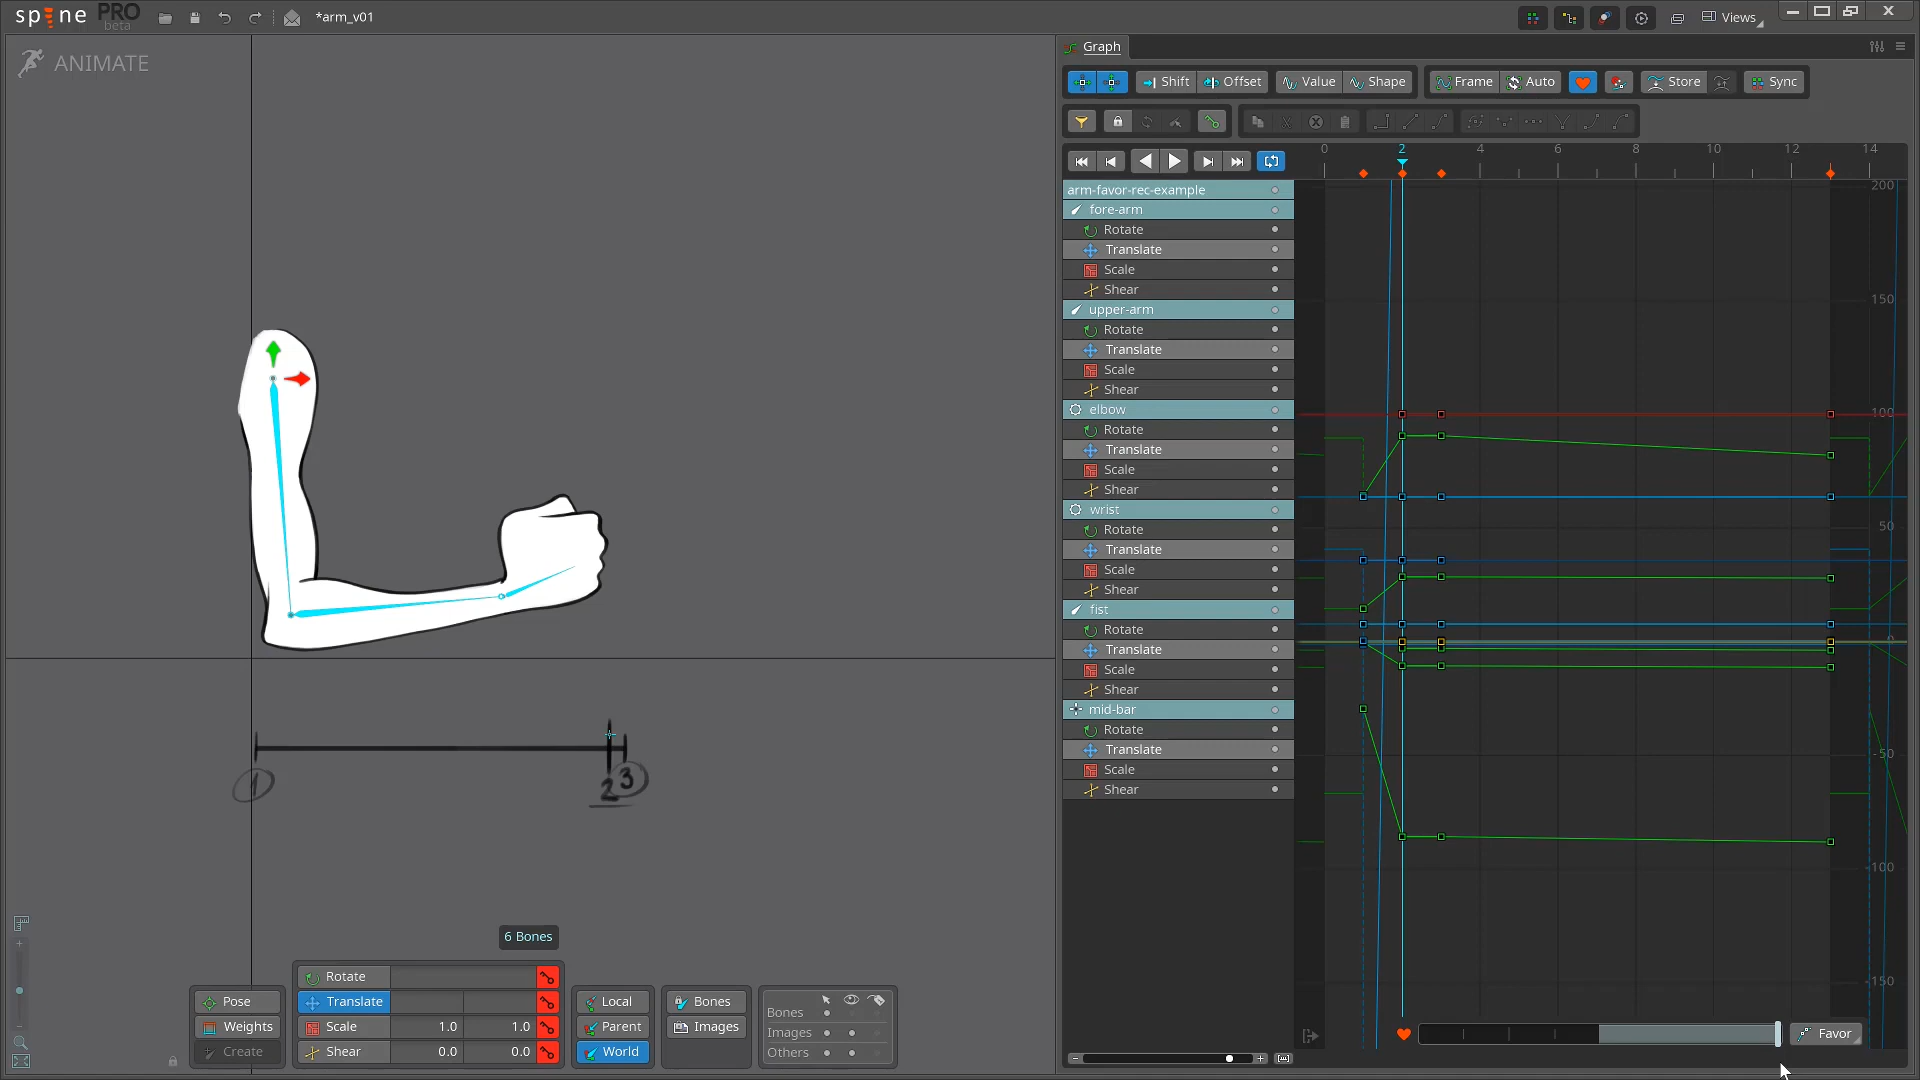 spine PRO
beta
*arm_v01
Views
ANIMATE
Graph
Shift
Offset
Value
Shape
Frame
Auto
Store
Sync
0
2
4
6
8
10
12
14
arm-favor-rec-example
fore-arm
Rotate
Translate
Scale
Shear
upper-arm
Rotate
Translate
Scale
Shear
elbow
Rotate
Translate
Scale
Shear
wrist
Rotate
Translate
Scale
Shear
fist
Rotate
Translate
Scale
Shear
mid-bar
Rotate
Translate
Scale
Shear
200
150
100
50
0
-50
-100
-150
1
2
3
6 Bones
Pose
Weights
Create
Rotate
Translate
Scale 1.0 1.0
Shear 0.0 0.0
Local
Parent
World
Bones
Images
Bones
Images
Others
Favor